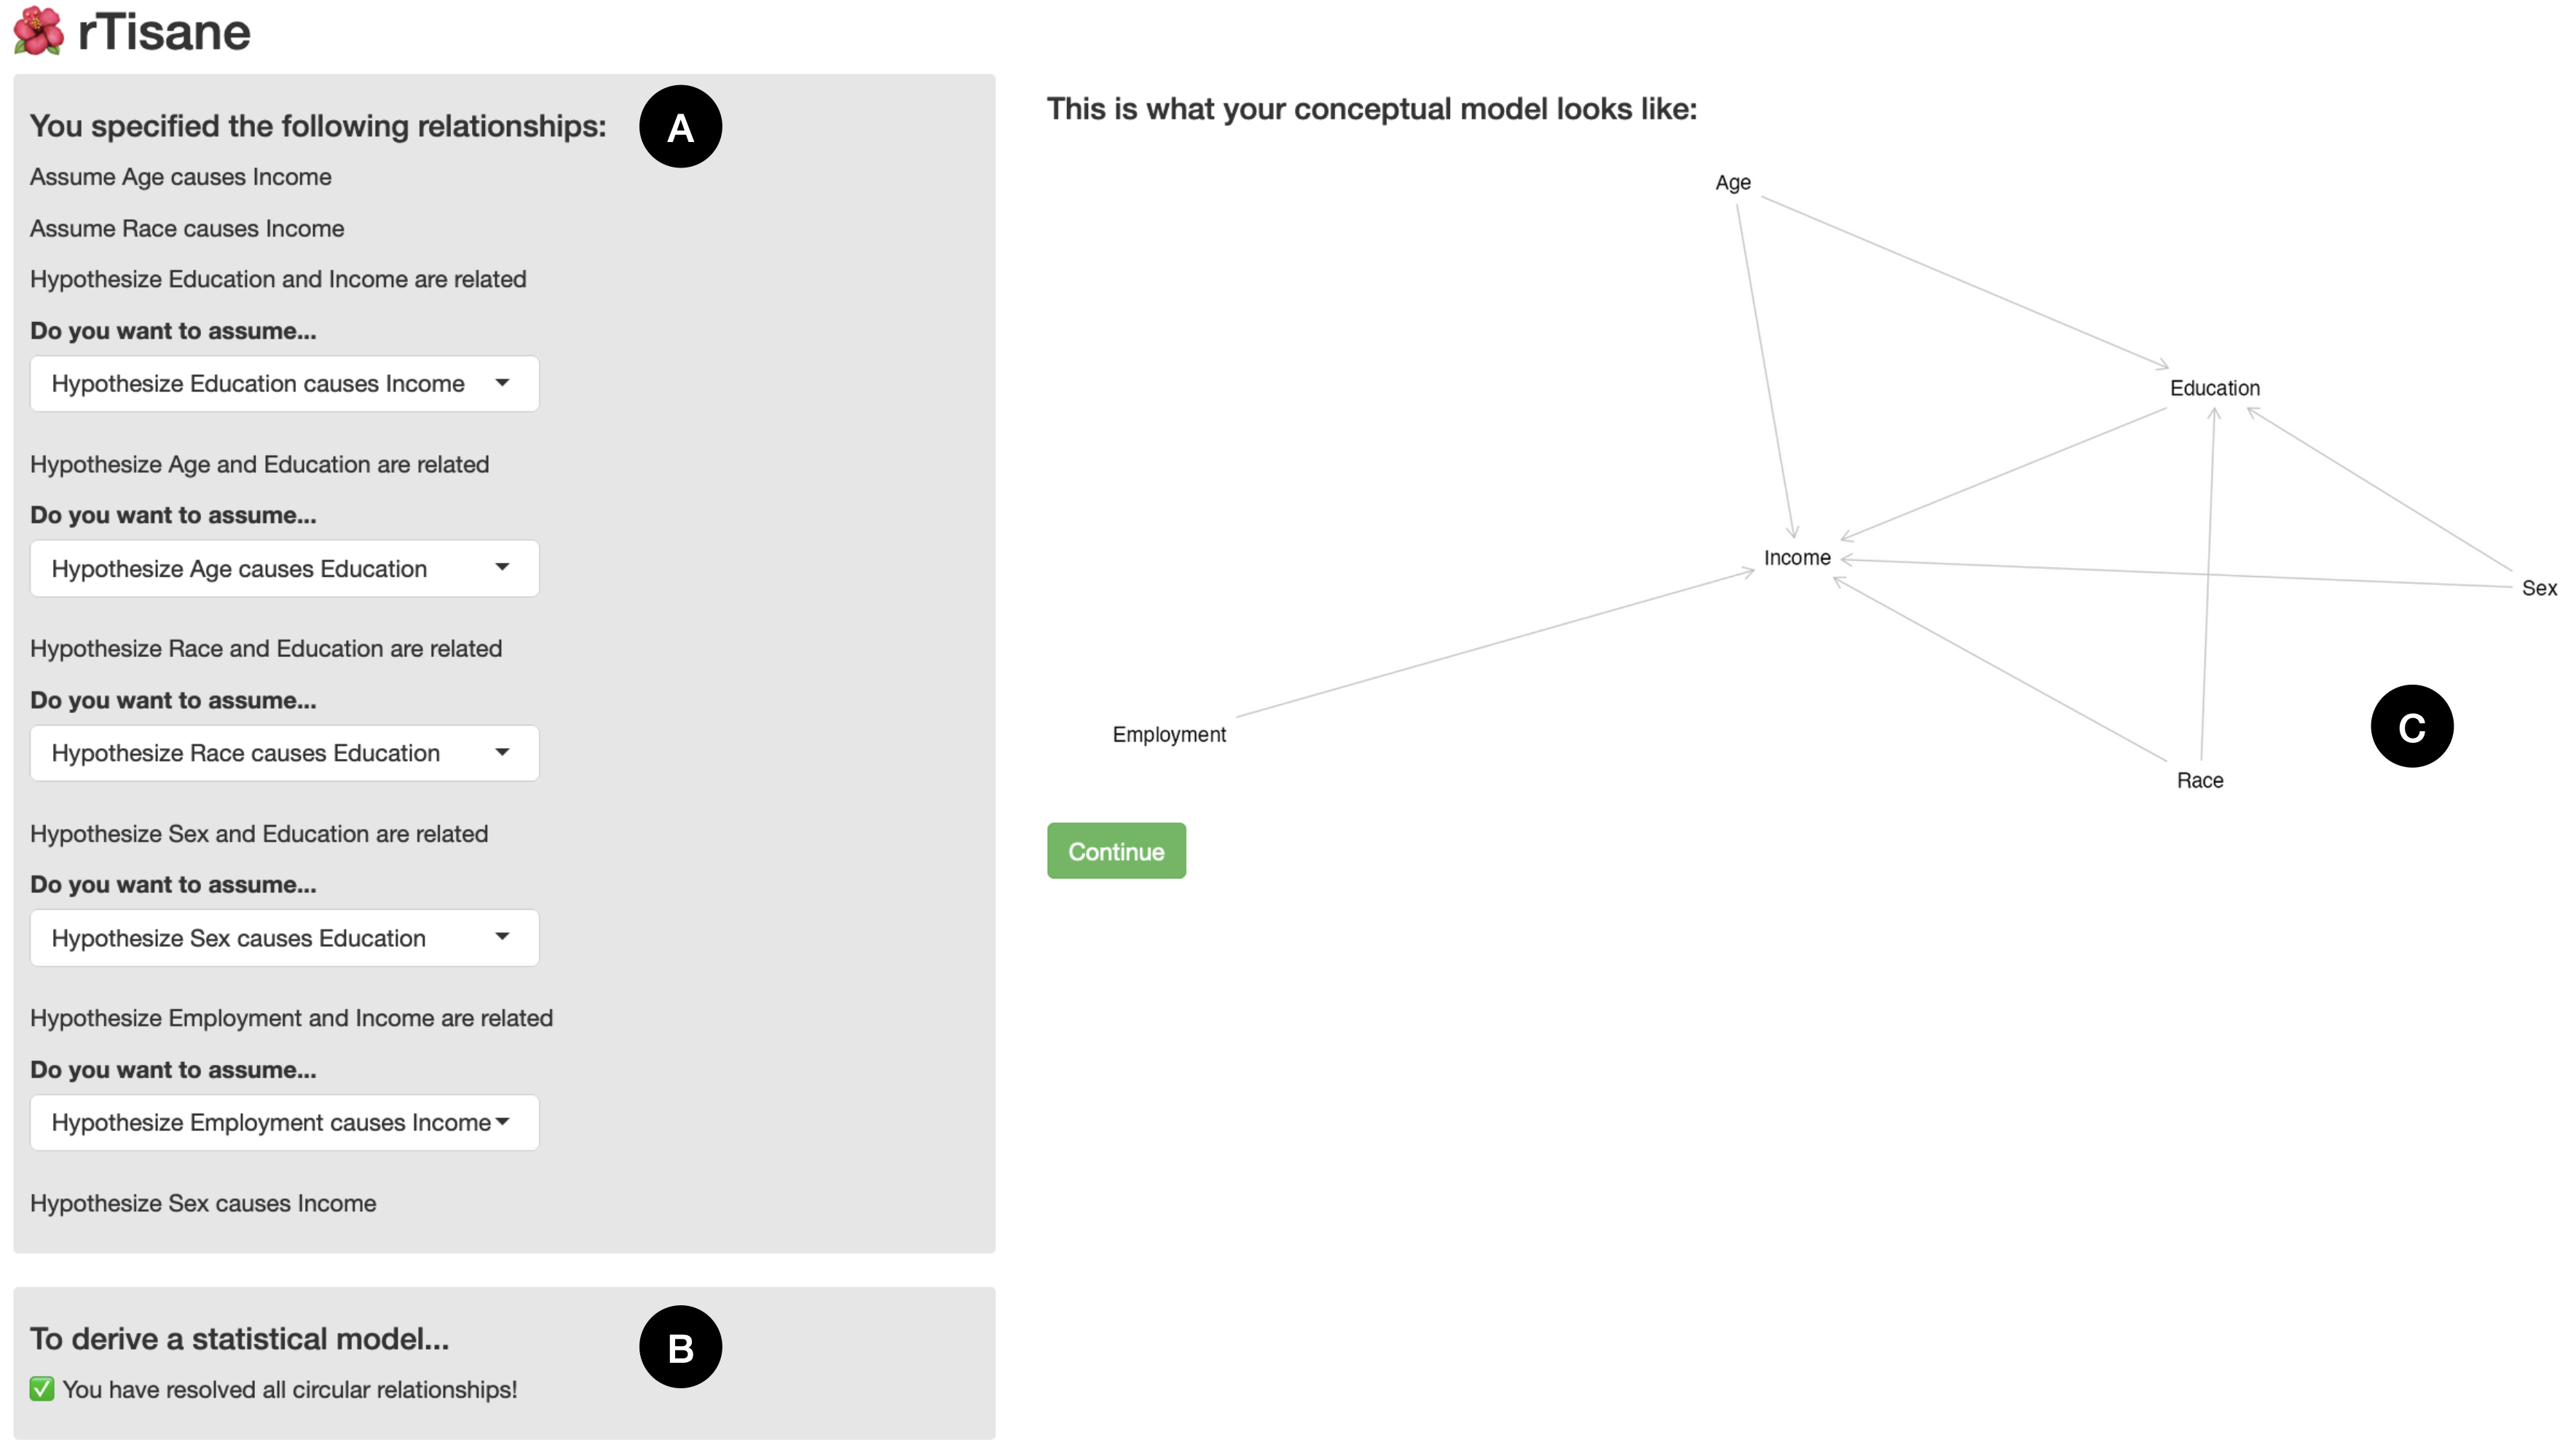 rTisane
You specified the following relationships:
A
Assume Age causes Income
Assume Race causes Income
Hypothesize Education and Income are related
Do you want to assume...
Hypothesize Education causes Income
Hypothesize Age and Education are related
Do you want to assume...
Hypothesize Age causes Education
Hypothesize Race and Education are related
Do you want to assume...
Hypothesize Race causes Education
Hypothesize Sex and Education are related
Do you want to assume...
Hypothesize Sex causes Education
Hypothesize Employment and Income are related
Do you want to assume...
Hypothesize Employment causes Income
Hypothesize Sex causes Income
To derive a statistical model...
B
You have resolved all circular relationships!
This is what your conceptual model looks like:
Age
Education
Income
Sex
Employment
C
Race
Continue